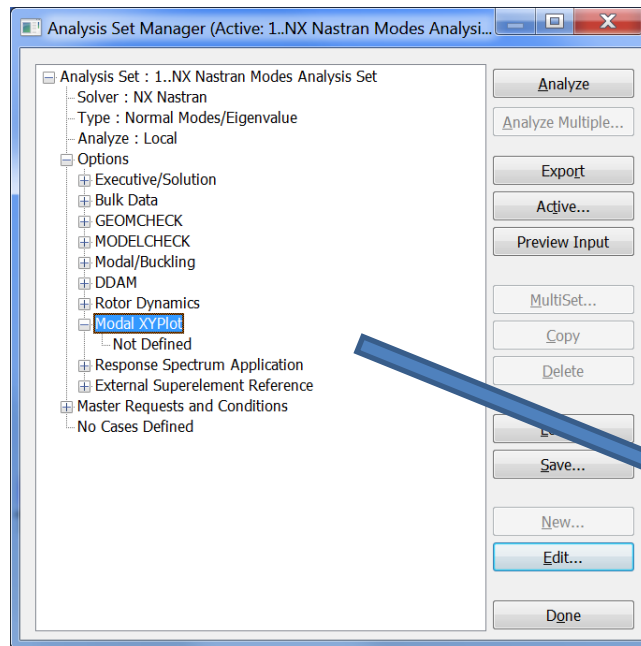 Analysis Set Manager (Active: 1..NX Nastran Modes Analysi...
Analysis Set : 1..NX Nastran Modes Analysis Set
Solver : NX Nastran
Type : Normal Modes/Eigenvalue
Analyze : Local
Options
Executive/Solution
Bulk Data
GEOMCHECK
MODELCHECK
Modal/Buckling
DDAM
Rotor Dynamics
Modal XYPlot
Not Defined
Response Spectrum Application
External Superelement Reference
Master Requests and Conditions
No Cases Defined
Analyze
Analyze Multiple...
Export
Active...
Preview Input
MultiSet...
Copy
Delete
Save...
New...
Edit...
Done